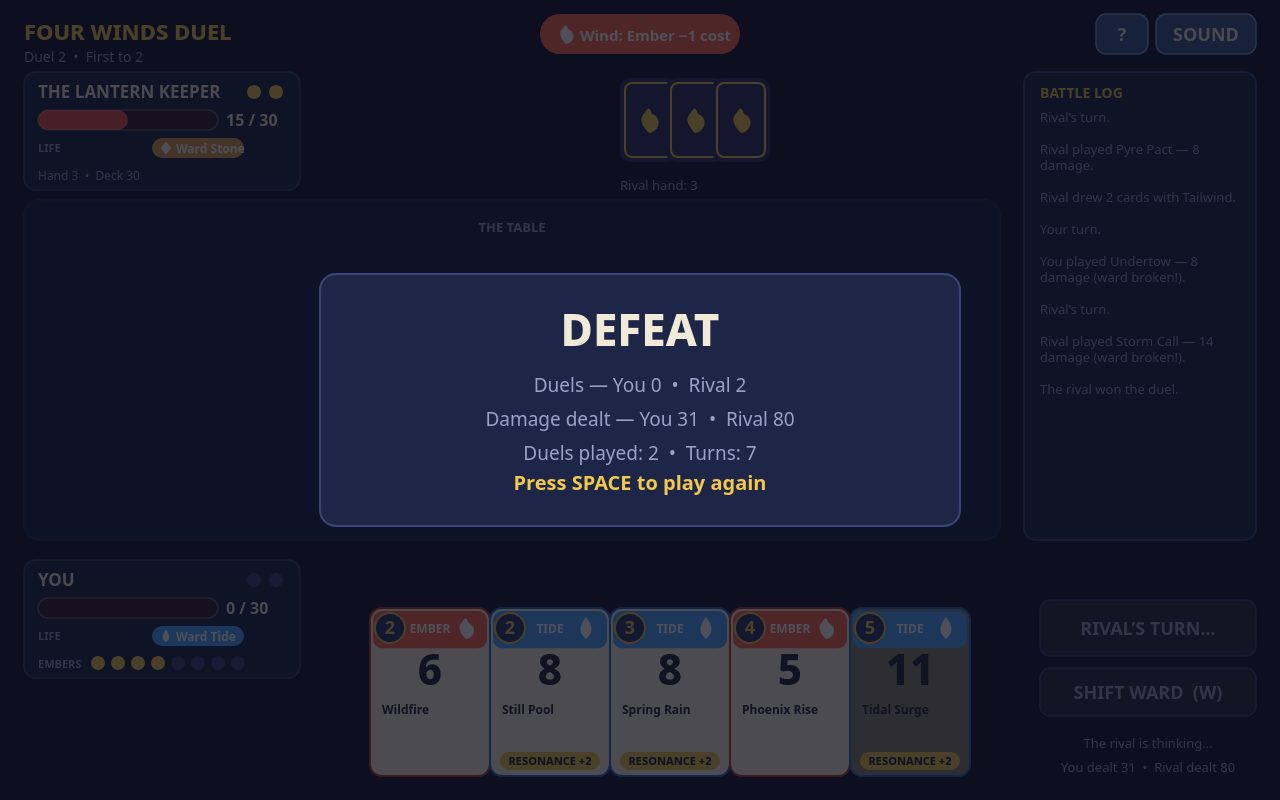 FOUR WINDS DUEL
Duel 2 • First to 2
Wind: Ember −1 cost
?
SOUND
THE LANTERN KEEPER
15 / 30
LIFE
Ward Stone
Hand 3 • Deck 30
Rival hand: 3
BATTLE LOG
Rival's turn.
Rival played Pyre Pact — 8
damage.
Rival drew 2 cards with Tailwind.
Your turn.
You played Undertow — 8
damage (ward broken!).
Rival's turn.
Rival played Storm Call — 14
damage (ward broken!).
The rival won the duel.
THE TABLE
DEFEAT
Duels — You 0 • Rival 2
Damage dealt — You 31 • Rival 80
Duels played: 2 • Turns: 7
Press SPACE to play again
YOU
0 / 30
LIFE
Ward Tide
EMBERS
2 EMBER
6
Wildfire
2 TIDE
8
Still Pool
RESONANCE +2
3 TIDE
8
Spring Rain
RESONANCE +2
4 EMBER
5
Phoenix Rise
5 TIDE
11
Tidal Surge
RESONANCE +2
RIVAL'S TURN...
SHIFT WARD (W)
The rival is thinking...
You dealt 31 • Rival dealt 80